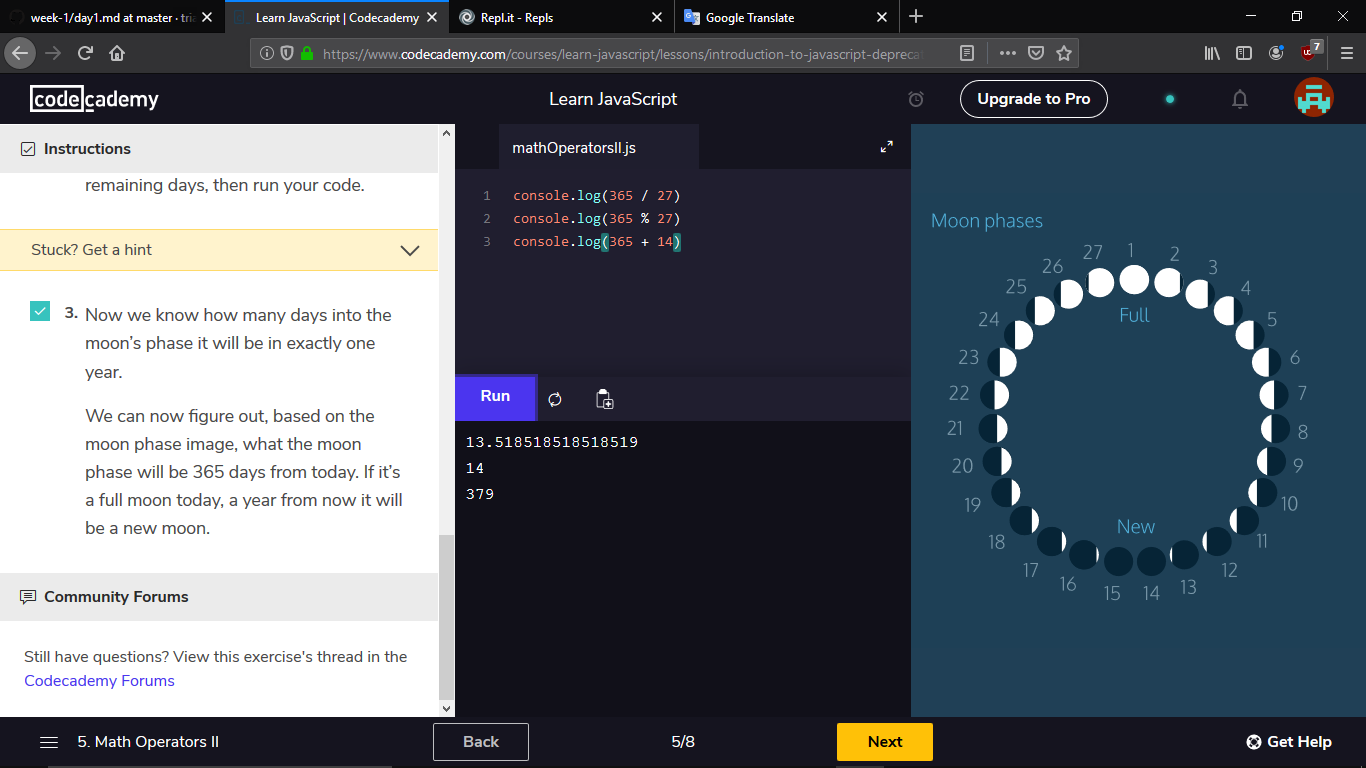 week-1/day1.md at master · tri
Learn JavaScript | Codecademy
Repl.it - Repls
Google Translate
https://www.codecademy.com/courses/learn-javascript/lessons/introduction-to-javascript-deprecat
7
codecademy
Learn JavaScript
Upgrade to Pro
Instructions
remaining days, then run your code.
Stuck? Get a hint
3. Now we know how many days into the
moon's phase it will be in exactly one
year.
We can now figure out, based on the
moon phase image, what the moon
phase will be 365 days from today. If it's
a full moon today, a year from now it will
be a new moon.
Community Forums
Still have questions? View this exercise's thread in the
Codecademy Forums
mathOperatorsII.js
1 console.log(365 / 27)
2 console.log(365 % 27)
3 console.log(365 + 14)
Run
13.518518518518519
14
379
Moon phases
1
2
3
4
5
6
7
8
9
10
11
12
13
14
15
16
17
18
19
20
21
22
23
24
25
26
27
Full
New
5. Math Operators II
Back
5/8
Next
Get Help